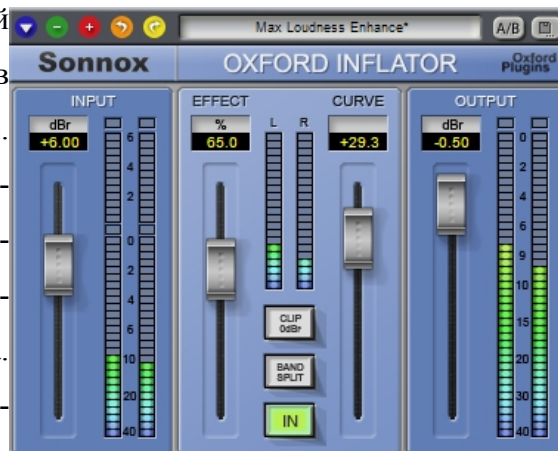 й
Max Loudness Enhance*
A/B
в
Sonnox
OXFORD INFLATOR
Oxford Plugins
INPUT
EFFECT
CURVE
OUTPUT
dBr
%
L
R
dBr
+6.00
65.0
+29.3
-0.50
6
4
2
0
2
4
6
10
20
40
0
2
4
6
9
10
15
20
30
40
CLIP
0dBr
BAND
SPLIT
IN